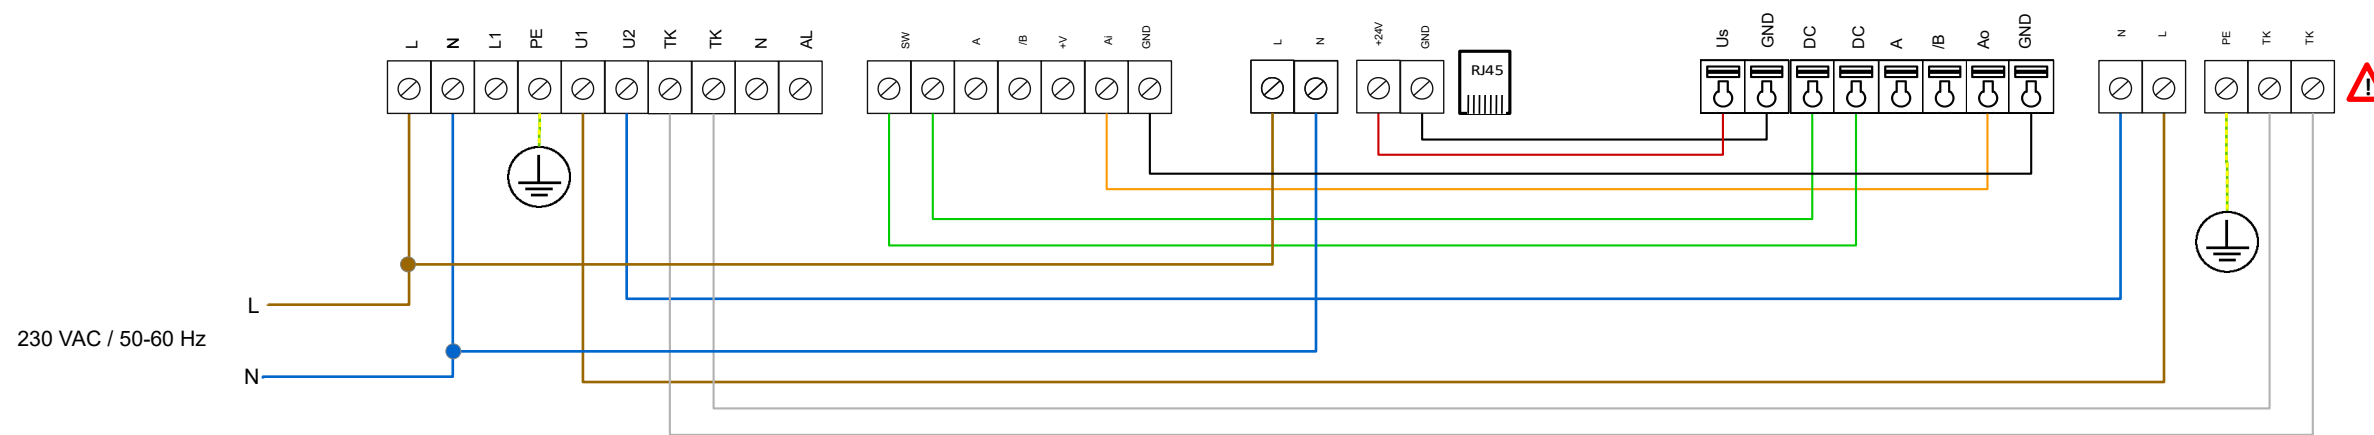 L N L1 PE U1 U2 TK TK N AL
SW A /B +V Ai GND
L N
+24V GND
RJ45
Us GND DC DC A /B Ao GND
N L
PE TK TK
!
L
230 VAC / 50-60 Hz
N